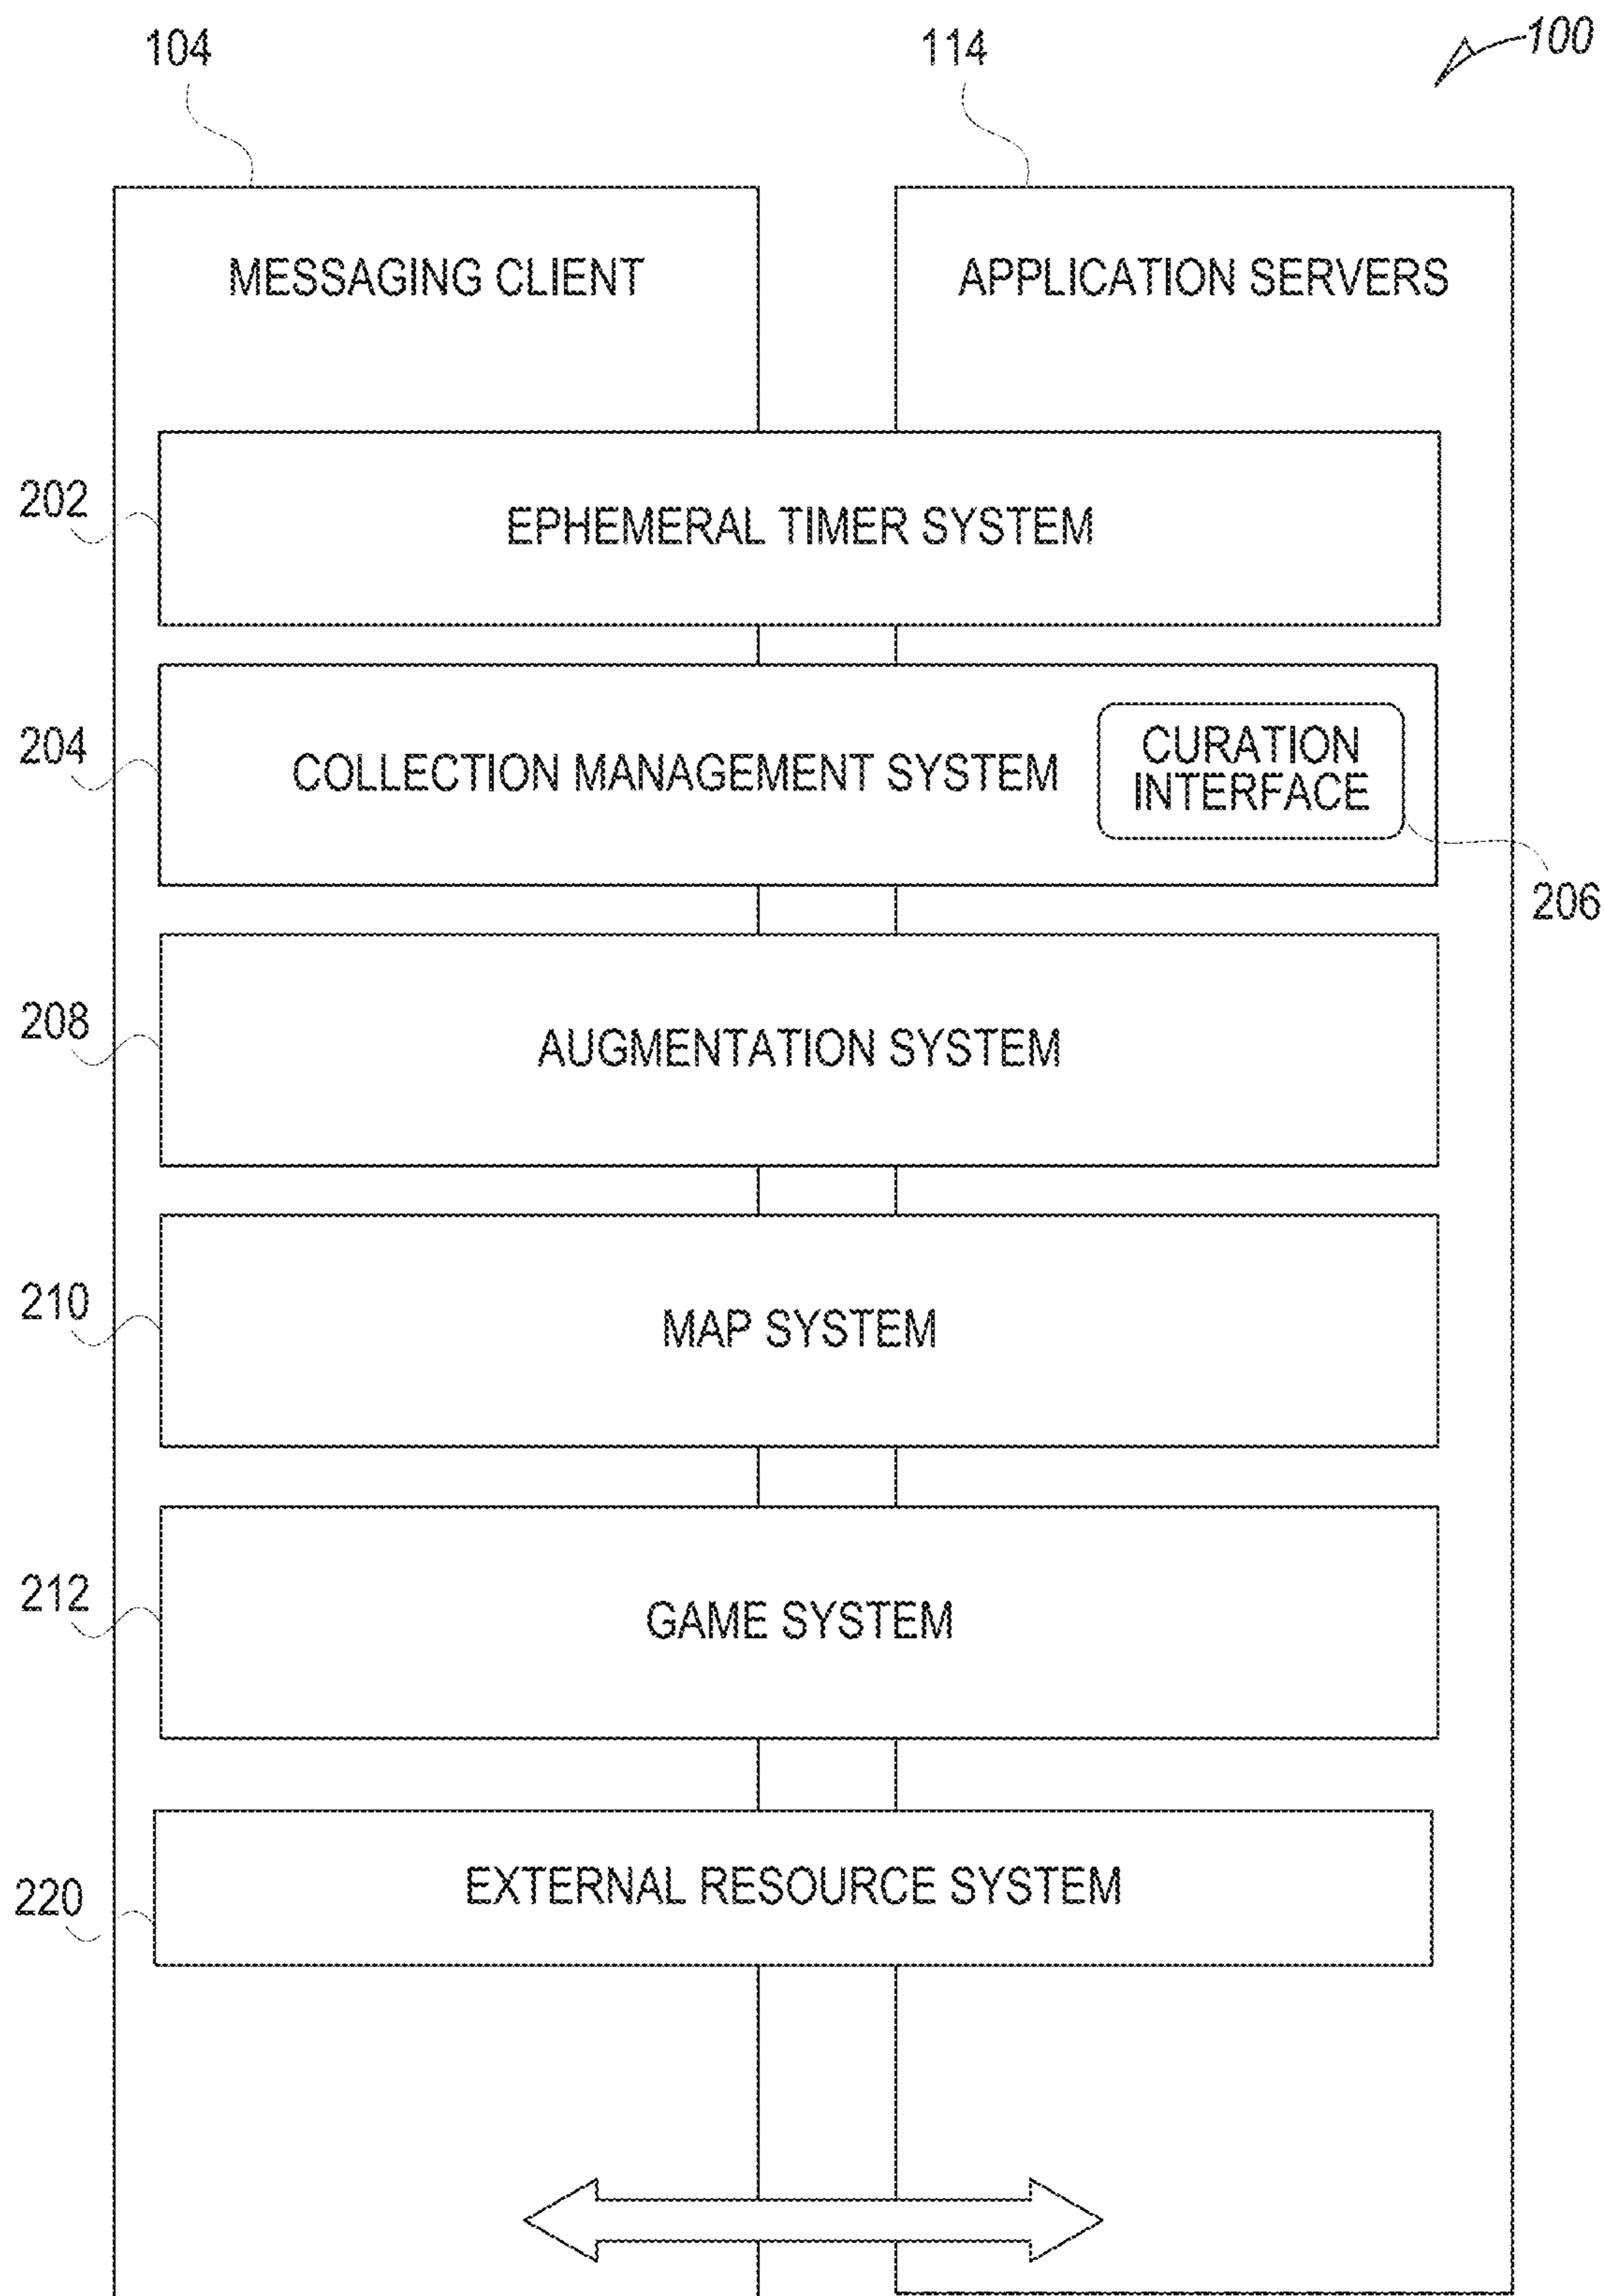 104
114
100
MESSAGING CLIENT
APPLICATION SERVERS
202
EPHEMERAL TIMER SYSTEM
204
COLLECTION MANAGEMENT SYSTEM
CURATION
INTERFACE
206
208
AUGMENTATION SYSTEM
210
MAP SYSTEM
212
GAME SYSTEM
220
EXTERNAL RESOURCE SYSTEM